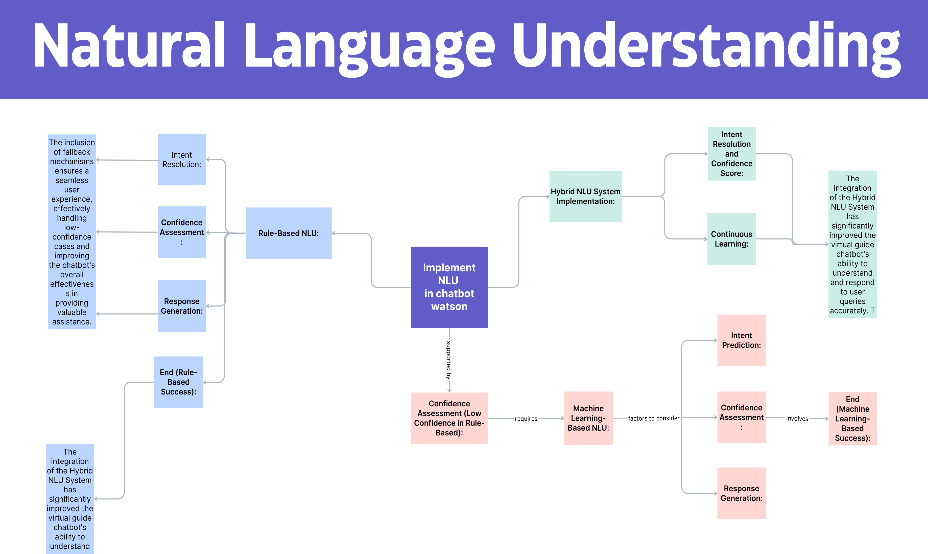 Natural Language Understanding
The inclusion
of fallback
mechanisms
ensures a
seamless
user
experience,
effectively
handling
low-
confidence
cases and
improving
the chatbot's
overall
effectivenes
s in
providing
valuable
assistance.
Intent
Resolution:
Confidence
Assessment
:
Response
Generation:
End (Rule-
Based
Success):
The
integration
of the Hybrid
NLU System
has
significantly
improved the
virtual guide
chatbot's
ability to
understand
Rule-Based NLU:
Implement
NLU
in chatbot
watson
supported by
Hybrid NLU System
Implementation:
Intent
Resolution
and
Confidence
Score:
Continuous
Learning:
The
integration
of the Hybrid
NLU System
has
significantly
improved the
virtual guide
chatbot's
ability to
understand
and respond
to user
queries
accurately. T
Confidence
Assessment (Low
Confidence in Rule-
Based):
requires
Machine
Learning-
Based NLU:
factors to consider
Intent
Prediction:
Confidence
Assessment
:
Response
Generation:
involves
End
(Machine
Learning-
Based
Success):